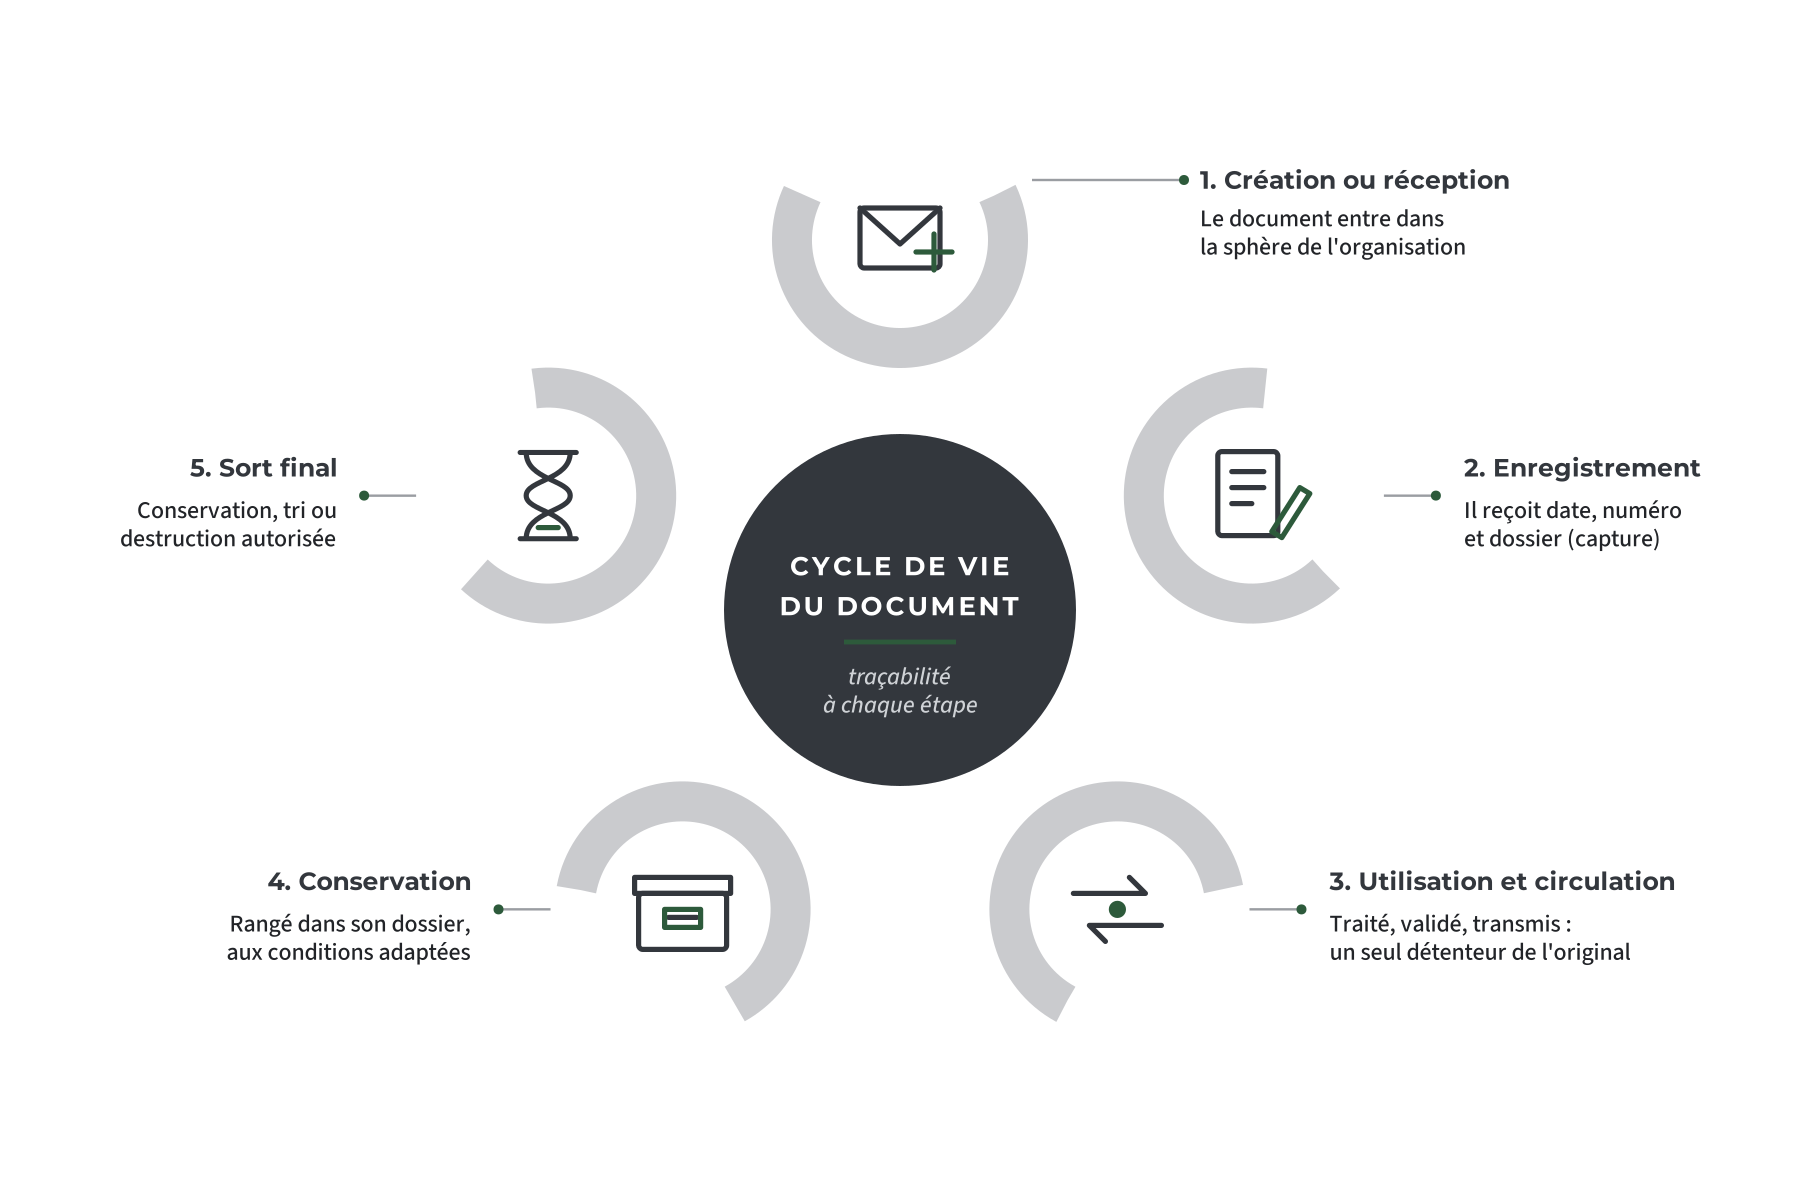 CYCLE DE VIE
DU DOCUMENT
traçabilité
à chaque étape
1. Création ou réception
Le document entre dans
la sphère de l'organisation
2. Enregistrement
Il reçoit date, numéro
et dossier (capture)
3. Utilisation et circulation
Traité, validé, transmis :
un seul détenteur de l'original
4. Conservation
Rangé dans son dossier,
aux conditions adaptées
5. Sort final
Conservation, tri ou
destruction autorisée